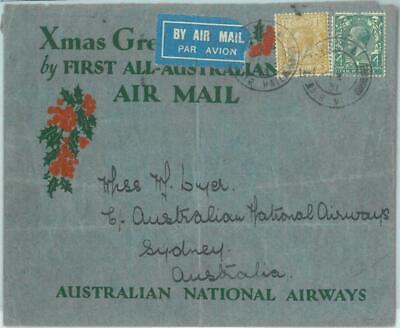 Xmas Gre
BY AIR MAIL
PAR AVION
by FIRST ALL-AUSTRALIAN
AIR MAIL
Miss M. Dyer.
C/- Australian National Airways
Sydney.
Australia.
AUSTRALIAN NATIONAL AIRWAYS